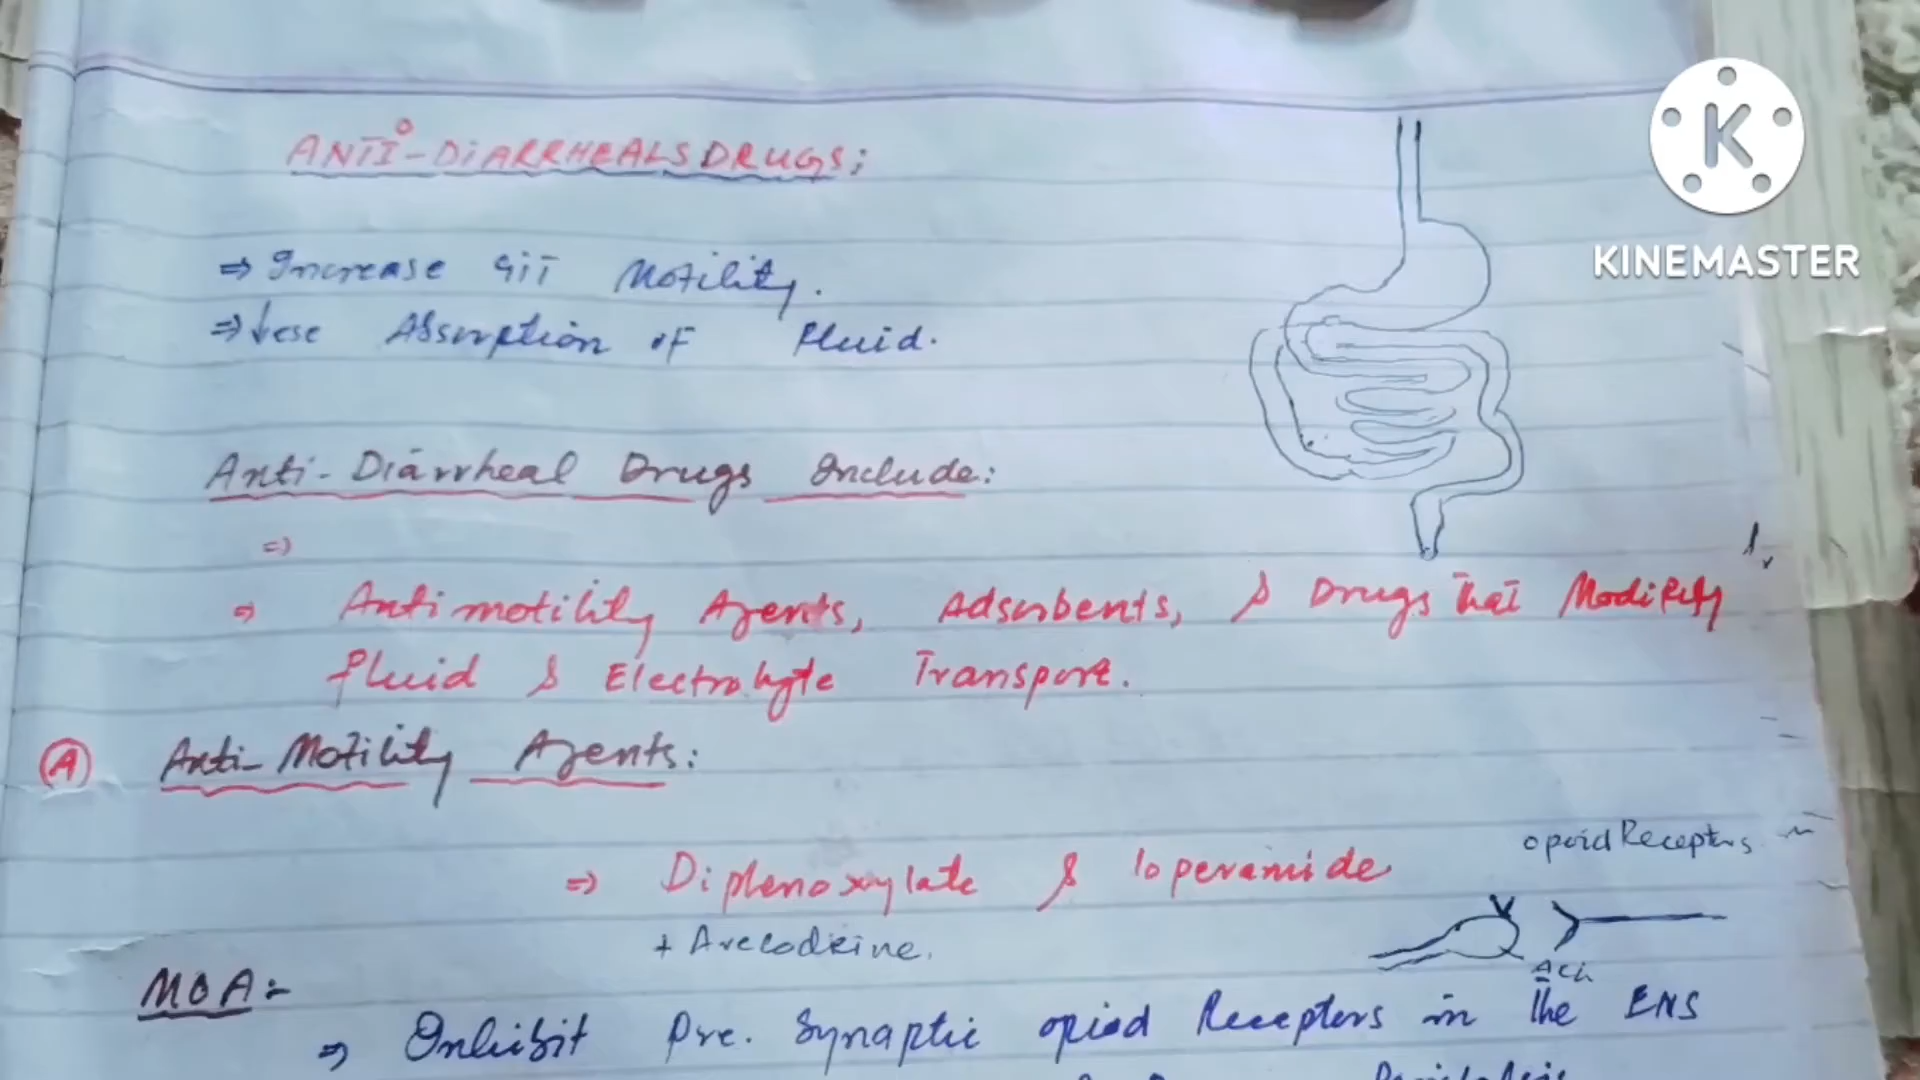 ANTI-DIARRHEALS DRUGS;
⇒ Increase GIT Motility.
⇒ ↓ese Absorption of Fluid.
Anti-Diarrheal Drugs Include:
⇒
⇒ Antimotility Agents, Adsorbents, & Drugs that Modify
fluid & Electrolyte Transport.
(A) Anti-Motility Agents:
⇒ Diphenoxylate & loperamide
+ Avecodeine.
opoid Receptors
Ach
MOA:-
⇒ Inhibit Pre. Synaptic opiod Receptors in the ENS
Peristalsis
K
KINEMASTER